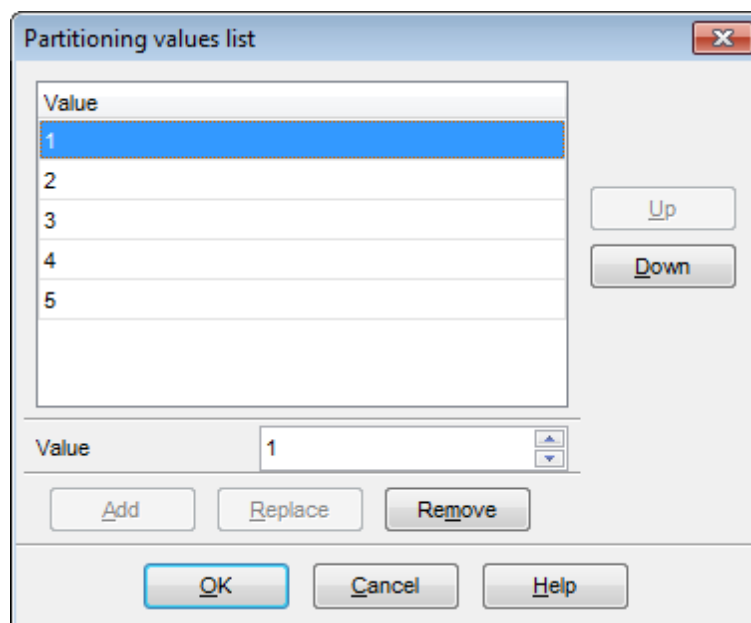 Partitioning values list
Value
1
2
3
4
5
Up
Down
Value 1
Add Replace Remove
OK Cancel Help